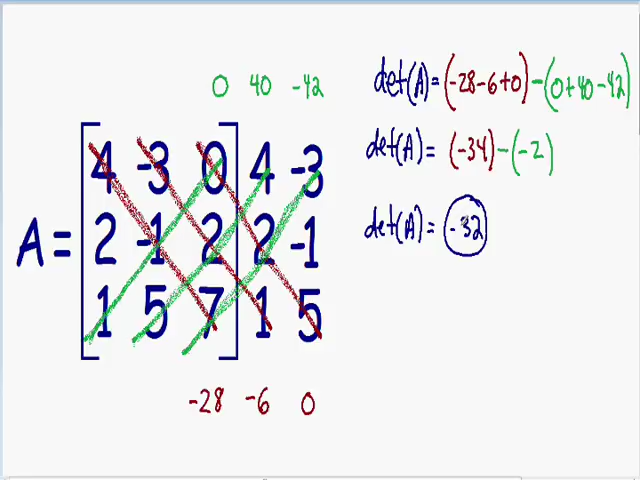 0 40 -42
det(A)=(-28-6+0)-(0+40-42)
det(A) = (-34)-(-2)
det(A) = -32
A = [4 -3 0] 4 -3
[2 -1 2] 2 -1
[1 5 7] 1 5
-28 -6 0